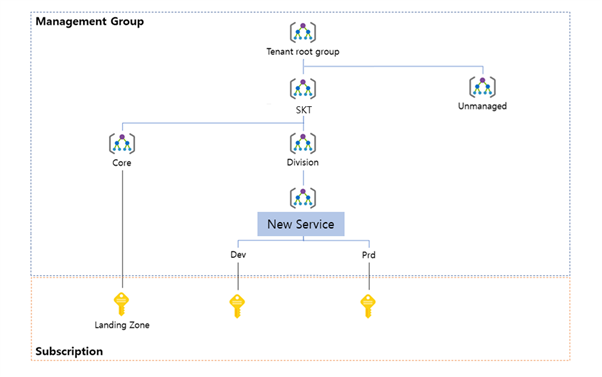 Management Group
Tenant root group
SKT
Unmanaged
Core
Division
New Service
Dev
Prd
Landing Zone
Subscription